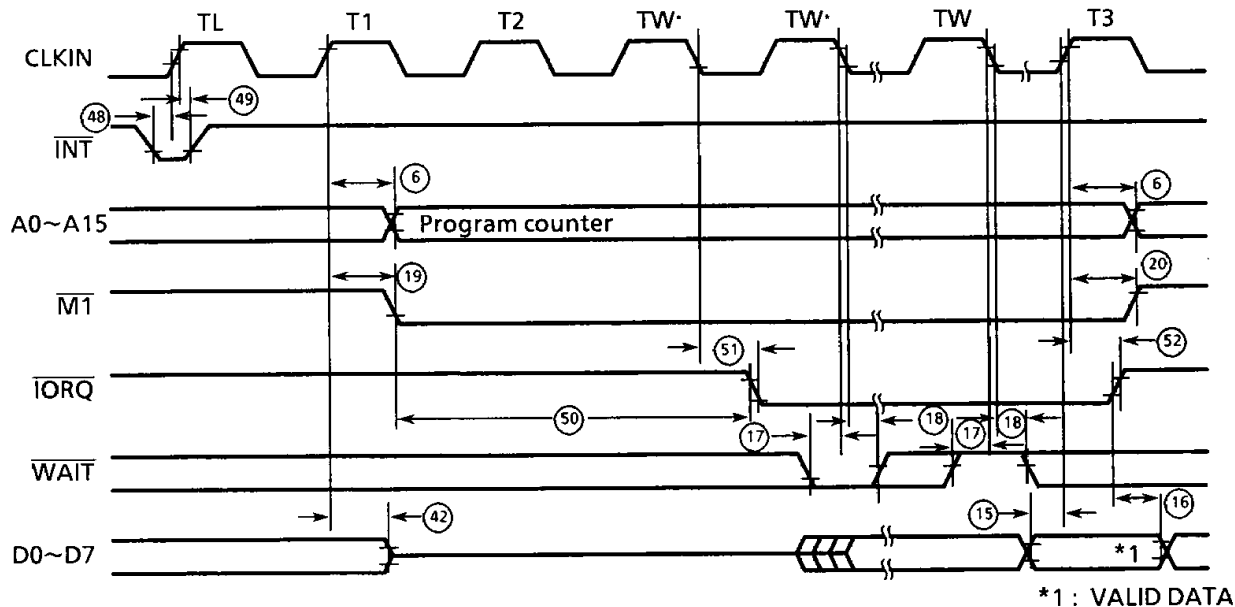 TL T1 T2 TW* TW* TW T3
CLKIN
49
48
INT
6 6
A0~A15 Program counter
19 20
M1
51 52
IORQ
50 17 18 17 18
WAIT
42 15 16
D0~D7 *1
*1 : VALID DATA